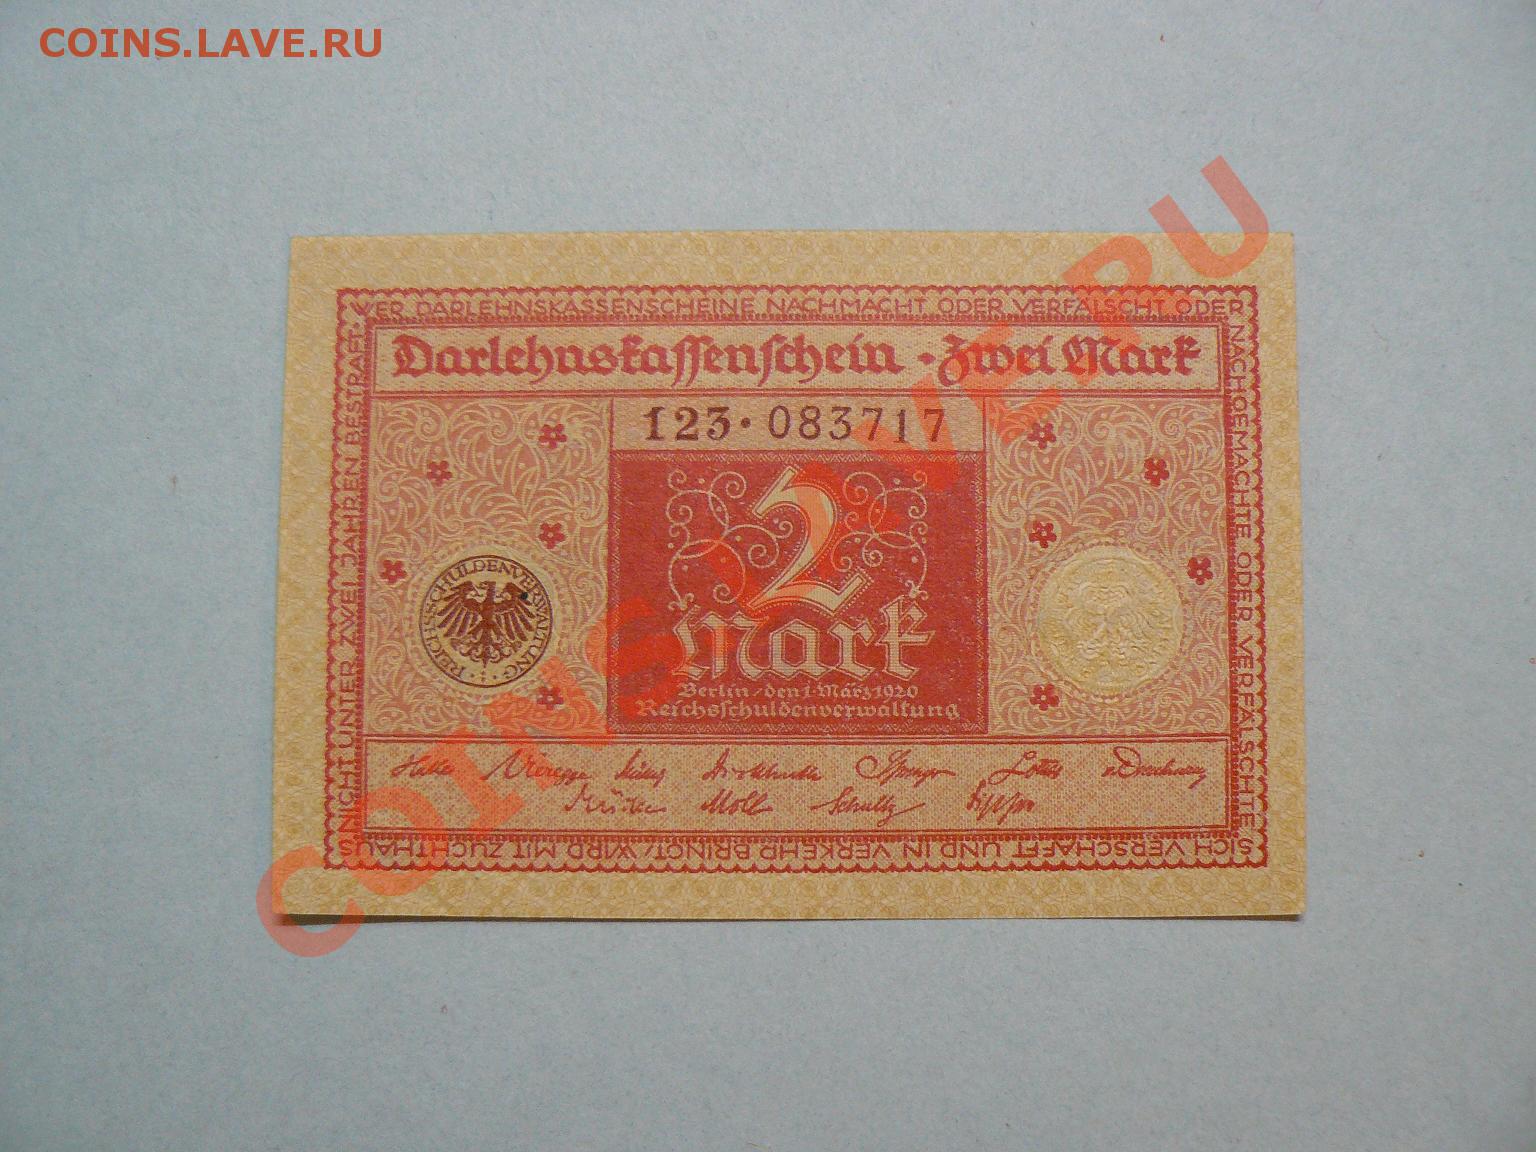 COINS.LAVE.RU
WER DARLEHNSKASSENSCHEINE NACHMACHT ODER VERFÄLSCHT ODER
NACHGEMACHTE ODER VERFÄLSCHTE
SICH VERSCHAFFT UND IN VERKEHR BRINGT, WIRD MIT ZUCHTHAUS
NICHT UNTER ZWEI JAHREN BESTRAFT.
Darlehnskassenschein · Zwei Mark
123·083717
2
Mark
Berlin, den 1. März 1920
Reichsschuldenverwaltung
REICHSSCHULDENVERWALTUNG
Moll Schultz
COINS.LAVE.RU